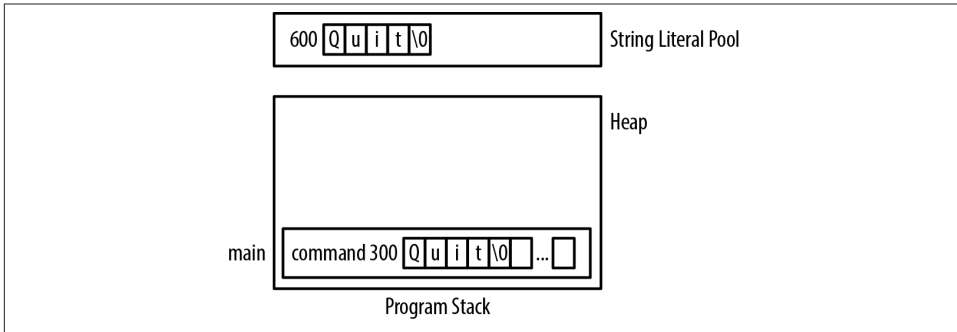 600 Q u i t \0 String Literal Pool
Heap
main command 300 Q u i t \0 ...
Program Stack